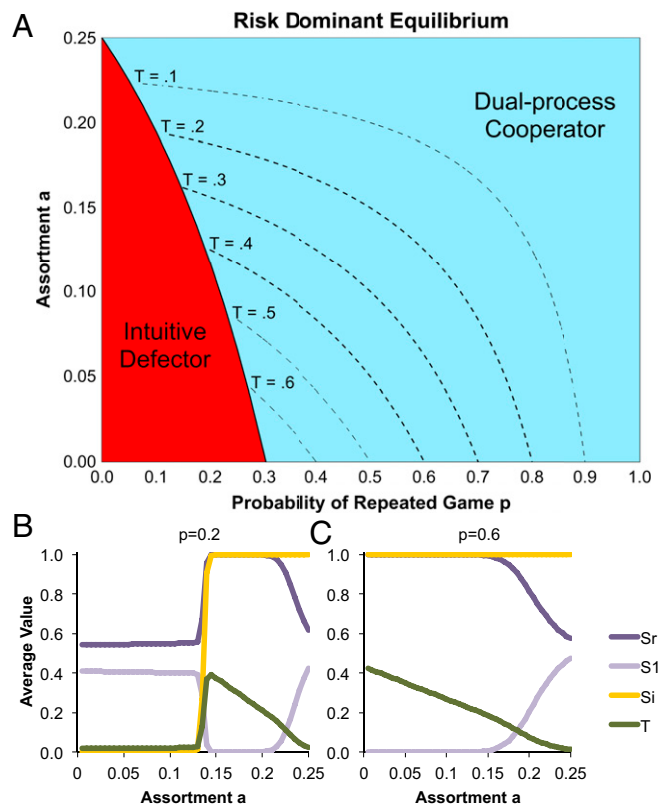 A
Risk Dominant Equilibrium
0.25
0.20
0.15
0.10
0.05
0.00
Assortment a
T = .1
T = .2
T = .3
T = .4
T = .5
T = .6
Dual-process
Cooperator
Intuitive
Defector
0.0 0.1 0.2 0.3 0.4 0.5 0.6 0.7 0.8 0.9 1.0
Probability of Repeated Game p
B
p=0.2
1.0
0.8
0.6
0.4
0.2
0.0
Average Value
0 0.05 0.1 0.15 0.2 0.25
Assortment a
C
p=0.6
1.0
0.8
0.6
0.4
0.2
0.0
0 0.05 0.1 0.15 0.2 0.25
Assortment a
Sr
S1
Si
T